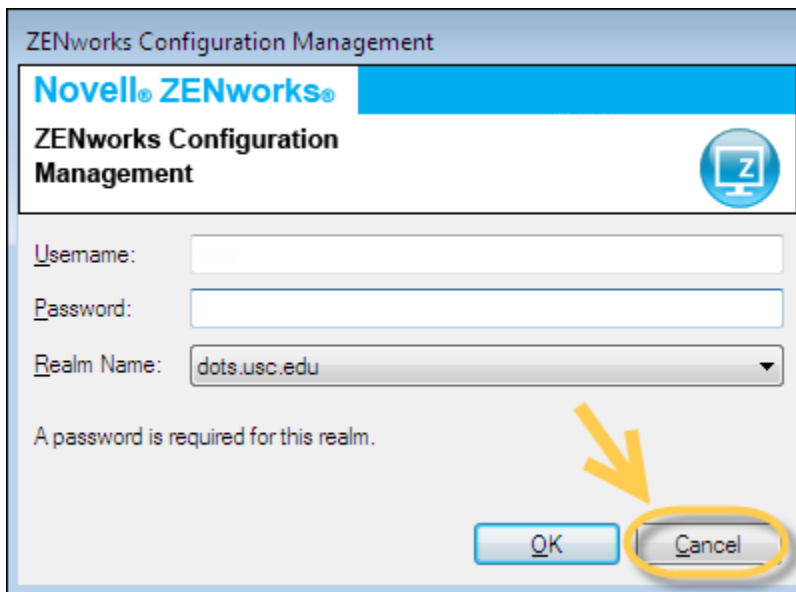 ZENworks Configuration Management
Novell® ZENworks®
ZENworks Configuration
Management
Z
Username:
Password:
Realm Name: dots.usc.edu
A password is required for this realm.
OK Cancel